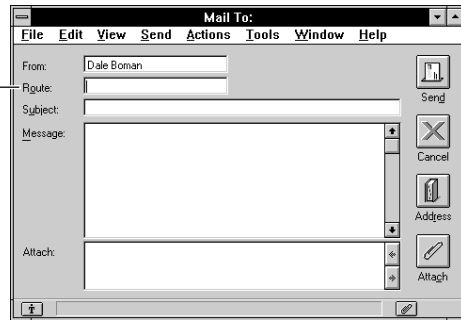 Mail To:
File Edit View Send Actions Tools Window Help
From: Dale Boman
Route:
Send
Subject:
Message:
Cancel
Address
Attach:
Attach